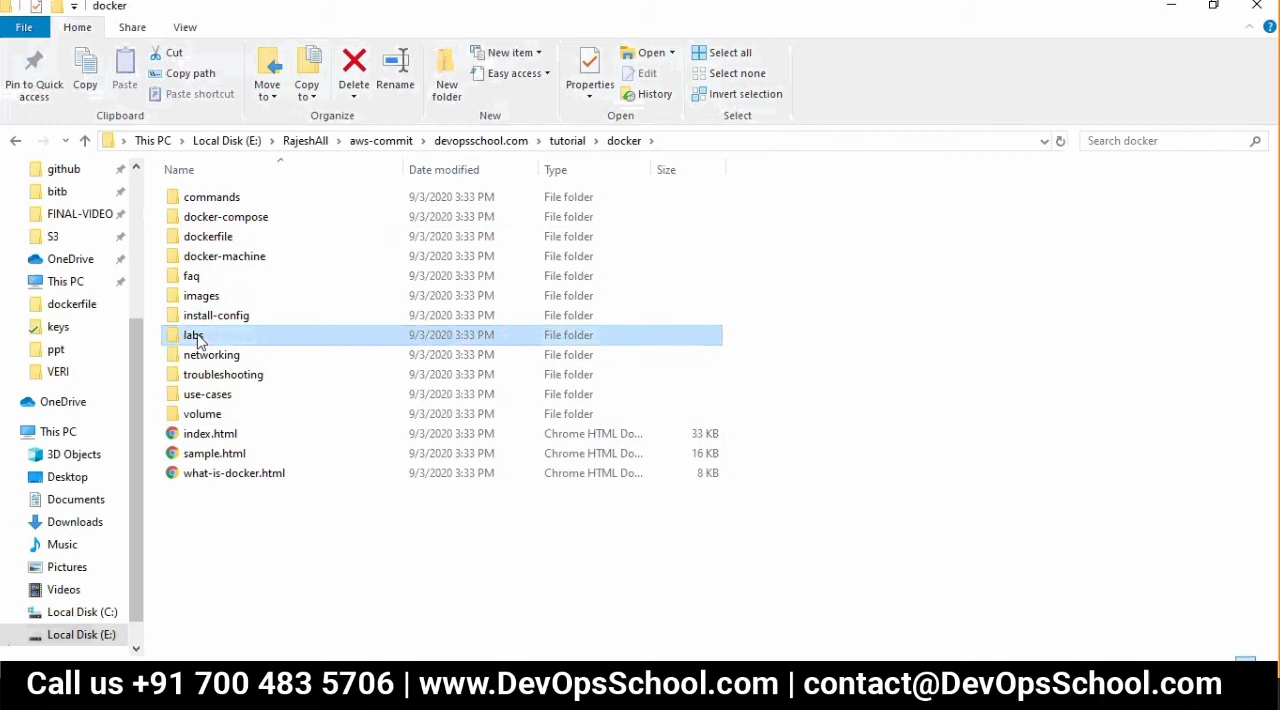 docker
File Home Share View
Pin to Quick access
Copy
Paste
Cut
Copy path
Paste shortcut
Clipboard
Move to
Copy to
Delete
Rename
Organize
New folder
New item
Easy access
New
Properties
Open
Edit
History
Open
Select all
Select none
Invert selection
Select
This PC > Local Disk (E:) > RajeshAll > aws-commit > devopsschool.com > tutorial > docker >
Search docker
github
bitb
FINAL-VIDEO
S3
OneDrive
This PC
dockerfile
keys
ppt
VERI
OneDrive
This PC
3D Objects
Desktop
Documents
Downloads
Music
Pictures
Videos
Local Disk (C:)
Local Disk (E:)
Name Date modified Type Size
commands 9/3/2020 3:33 PM File folder
docker-compose 9/3/2020 3:33 PM File folder
dockerfile 9/3/2020 3:33 PM File folder
docker-machine 9/3/2020 3:33 PM File folder
faq 9/3/2020 3:33 PM File folder
images 9/3/2020 3:33 PM File folder
install-config 9/3/2020 3:33 PM File folder
labs 9/3/2020 3:33 PM File folder
networking 9/3/2020 3:33 PM File folder
troubleshooting 9/3/2020 3:33 PM File folder
use-cases 9/3/2020 3:33 PM File folder
volume 9/3/2020 3:33 PM File folder
index.html 9/3/2020 3:33 PM Chrome HTML Do... 33 KB
sample.html 9/3/2020 3:33 PM Chrome HTML Do... 16 KB
what-is-docker.html 9/3/2020 3:33 PM Chrome HTML Do... 8 KB
Call us +91 700 483 5706 | www.DevOpsSchool.com | contact@DevOpsSchool.com